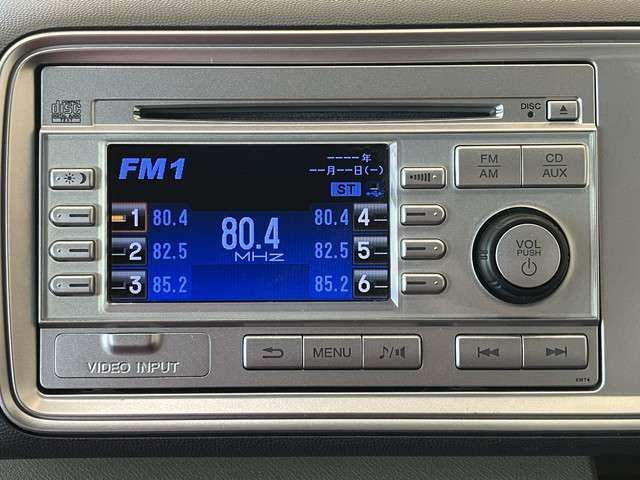 disc
DISC
FM1
----年
--月--日(-)
ST
FM
AM
CD
AUX
1 80.4
80.4 4
80.4
MHz
2 82.5
82.5 5
3 85.2
85.2 6
VOL
PUSH
VIDEO INPUT
MENU